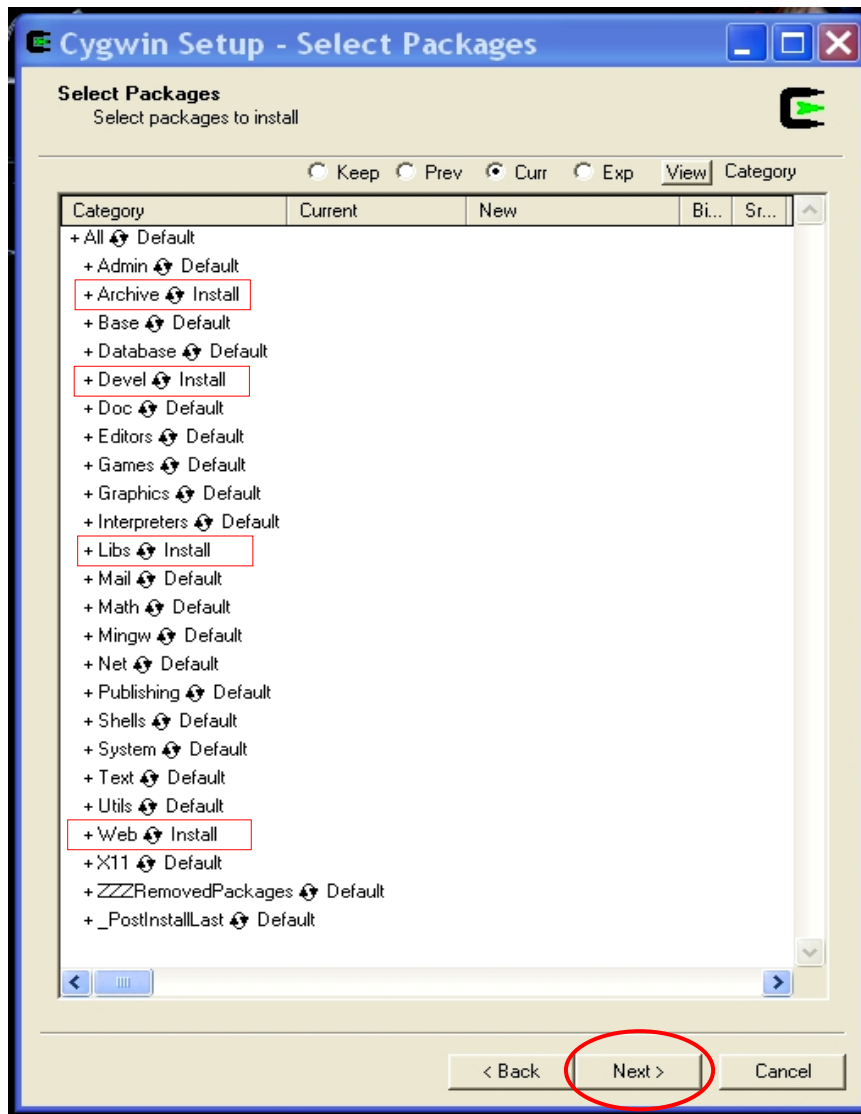 Cygwin Setup - Select Packages
Select Packages
Select packages to install
Keep Prev Curr Exp View Category
Category Current New Bi... Sr...
+ All Default
+ Admin Default
+ Archive Install
+ Base Default
+ Database Default
+ Devel Install
+ Doc Default
+ Editors Default
+ Games Default
+ Graphics Default
+ Interpreters Default
+ Libs Install
+ Mail Default
+ Math Default
+ Mingw Default
+ Net Default
+ Publishing Default
+ Shells Default
+ System Default
+ Text Default
+ Utils Default
+ Web Install
+ X11 Default
+ ZZZRemovedPackages Default
+ _PostInstallLast Default
< Back Next > Cancel